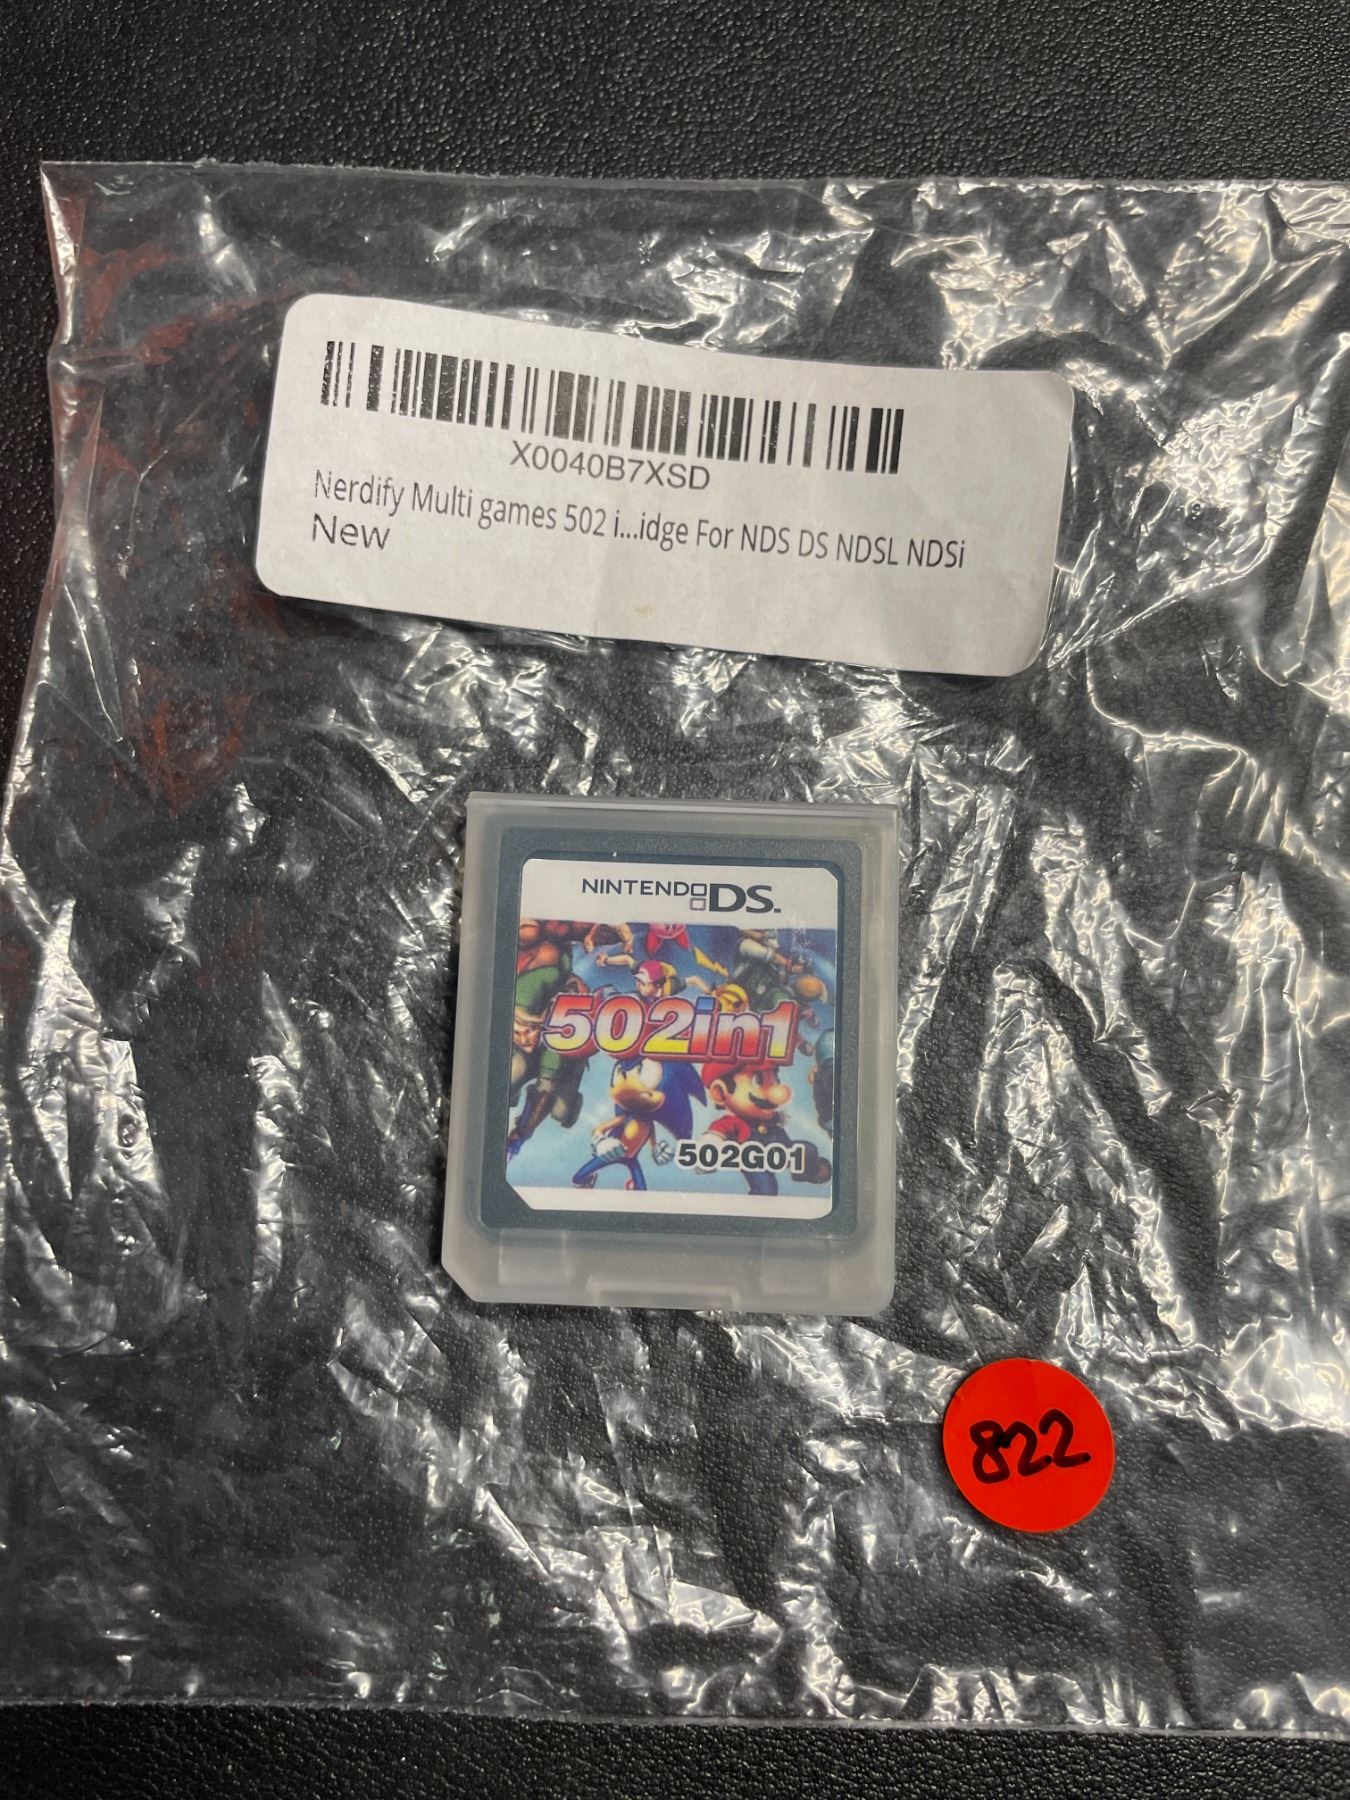 X0040B7XSD
Nerdify Multi games 502 i...idge For NDS DS NDSL NDSi
New
NINTENDO DS.
502in1
502G01
822